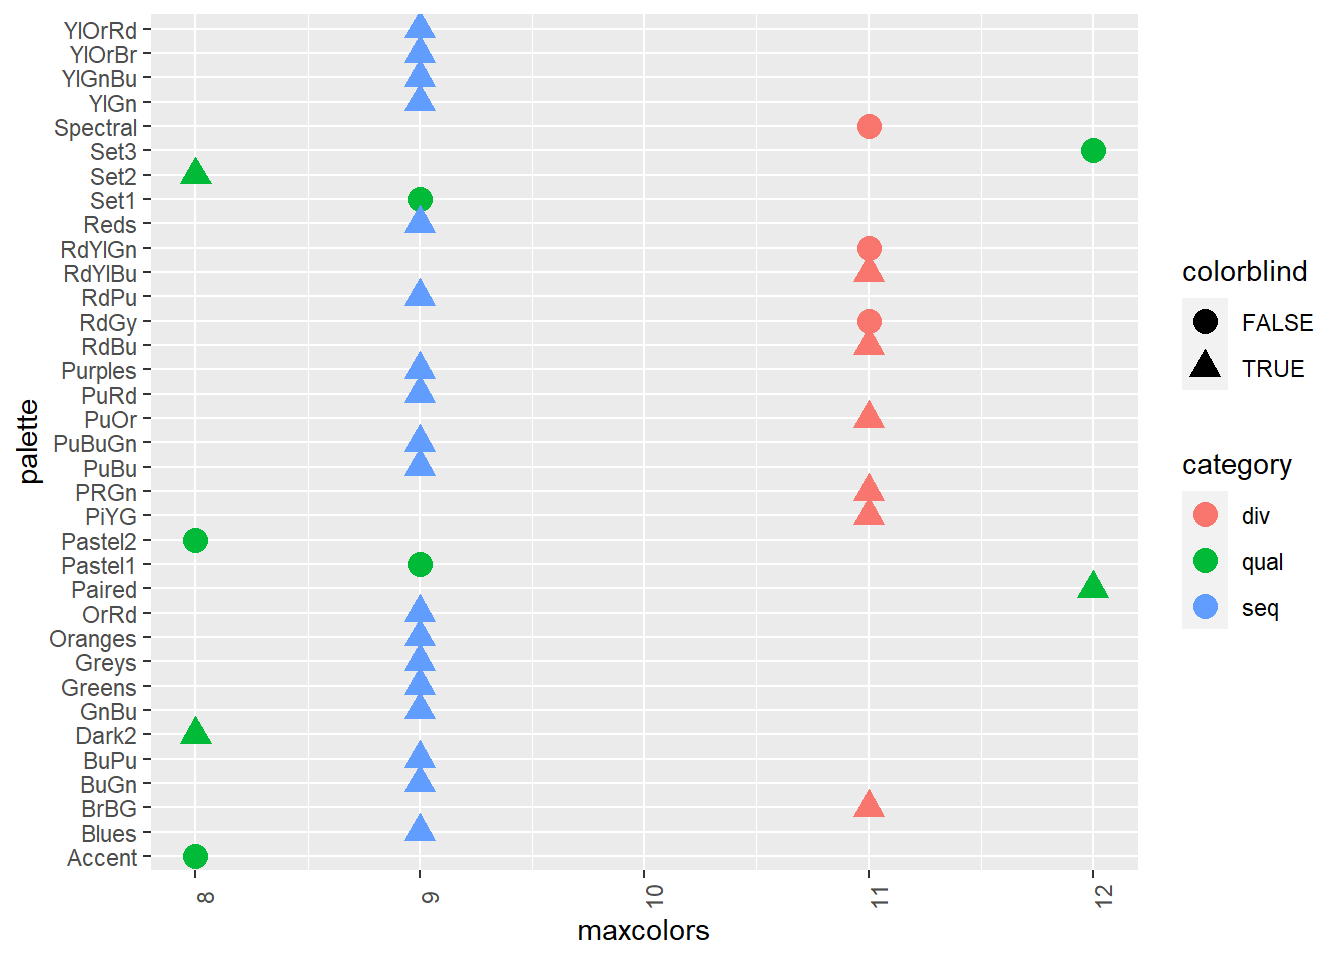 YlOrRd
YlOrBr
YlGnBu
YlGn
Spectral
Set3
Set2
Set1
Reds
RdYlGn
RdYlBu
RdPu
RdGy
RdBu
Purples
PuRd
PuOr
PuBuGn
PuBu
PRGn
PiYG
Pastel2
Pastel1
Paired
OrRd
Oranges
Greys
Greens
GnBu
Dark2
BuPu
BuGn
BrBG
Blues
Accent
palette
8
9
10
11
12
maxcolors
colorblind
FALSE
TRUE
category
div
qual
seq